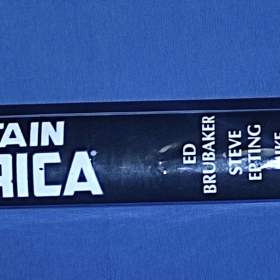 TAIN
RICA
ED
BRUBAKER
STEVE
EPTING